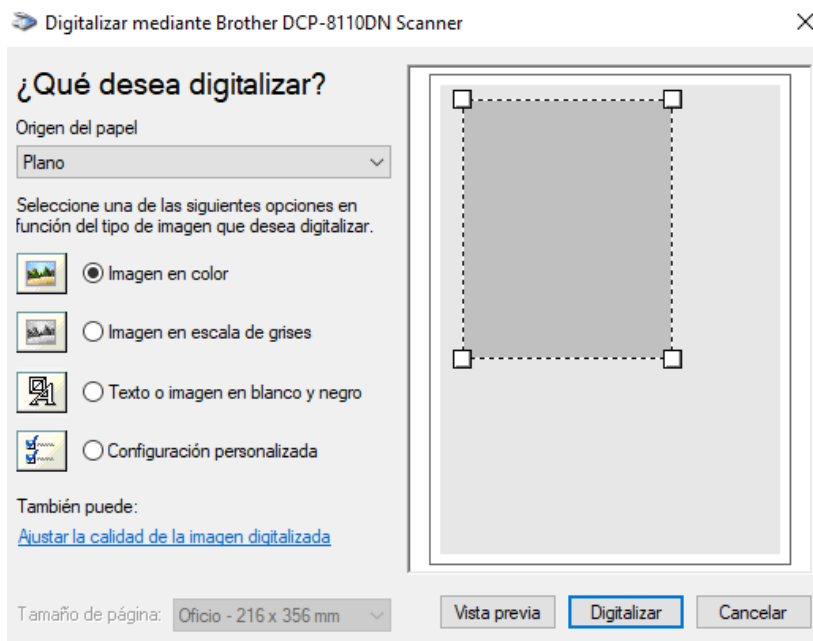 Digitalizar mediante Brother DCP-8110DN Scanner
¿Qué desea digitalizar?
Origen del papel
Plano
Seleccione una de las siguientes opciones en
función del tipo de imagen que desea digitalizar.
Imagen en color
Imagen en escala de grises
Texto o imagen en blanco y negro
Configuración personalizada
También puede:
Ajustar la calidad de la imagen digitalizada
Tamaño de página: Oficio - 216 x 356 mm
Vista previa Digitalizar Cancelar